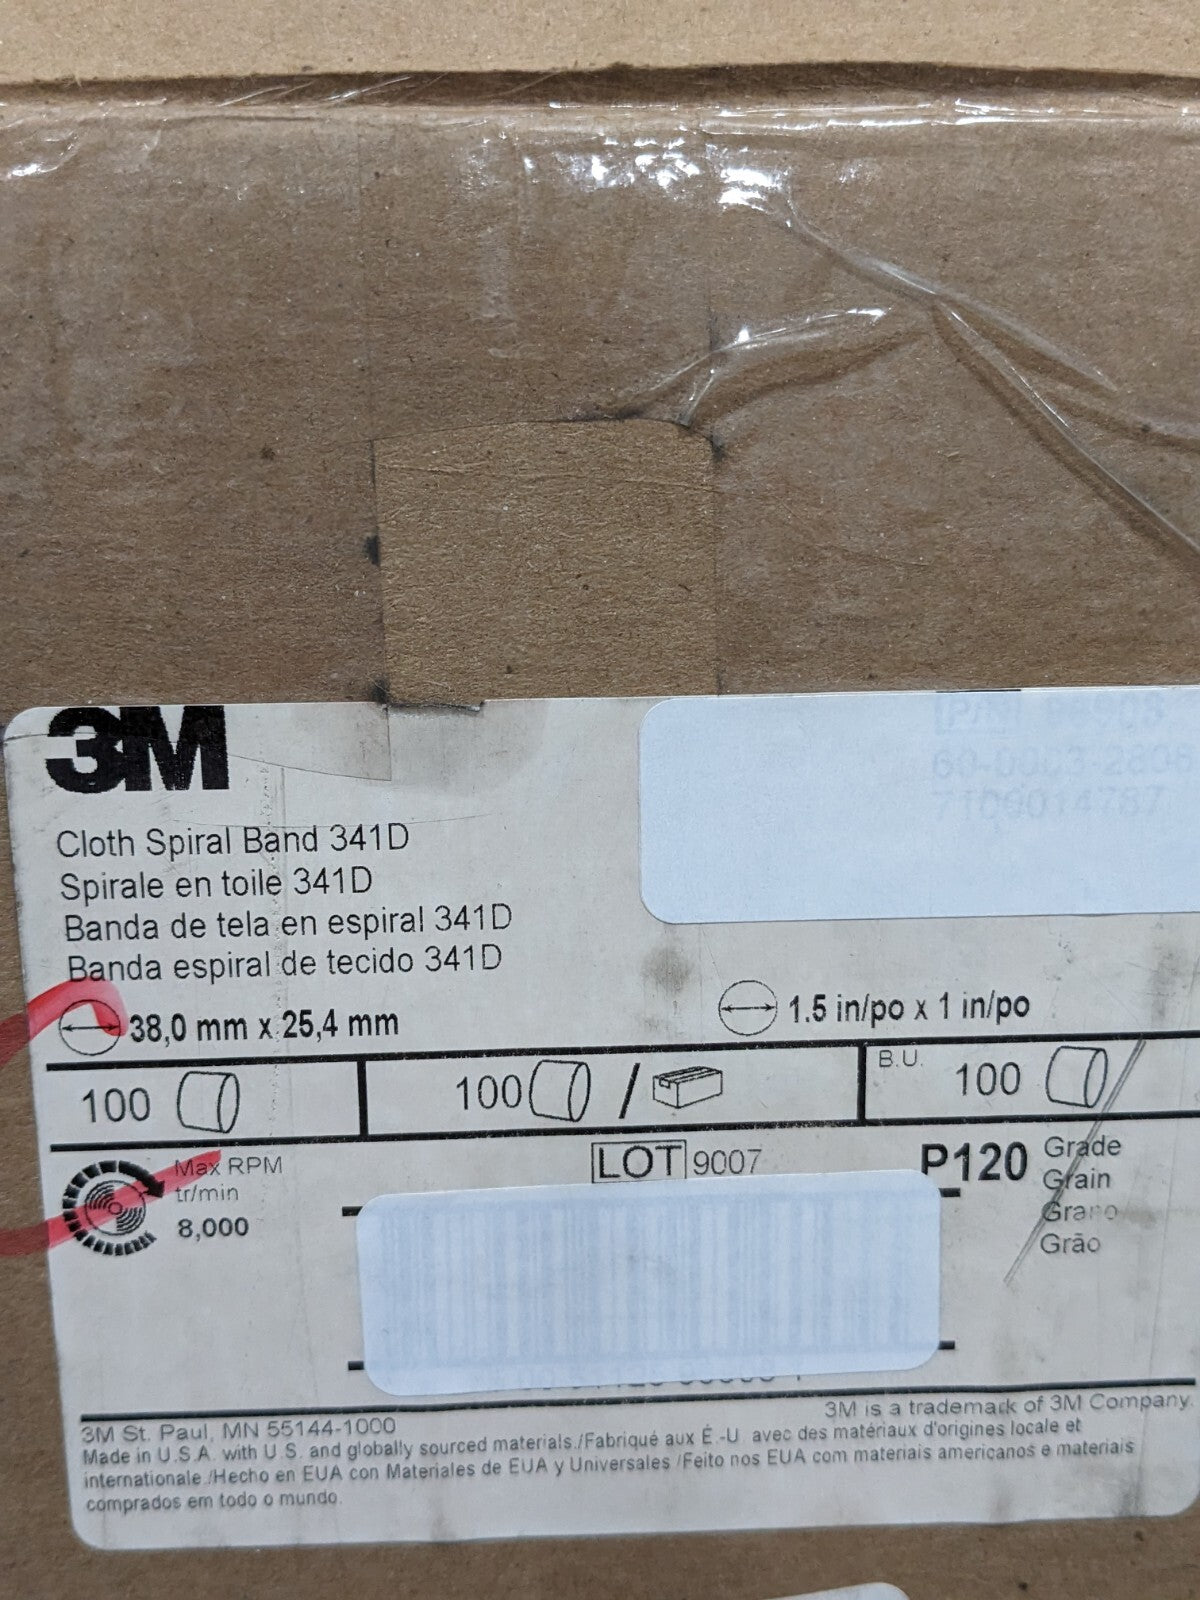 3M
Cloth Spiral Band 341D
Spirale en toile 341D
Banda de tela en espiral 341D
Banda espiral de tecido 341D
38,0 mm x 25,4 mm
1.5 in/po x 1 in/po
100
100 /
B.U. 100
Max RPM
tr/min
8,000
LOT 9007
P120
Grade
Grain
Grano
Grão
3M St. Paul, MN 55144-1000
3M is a trademark of 3M Company.
Made in U.S.A. with U.S. and globally sourced materials./Fabriqué aux É.-U. avec des matériaux d'origines locale et
internationale./Hecho en EUA con Materiales de EUA y Universales /Feito nos EUA com materiais americanos e materiais
comprados em todo o mundo.